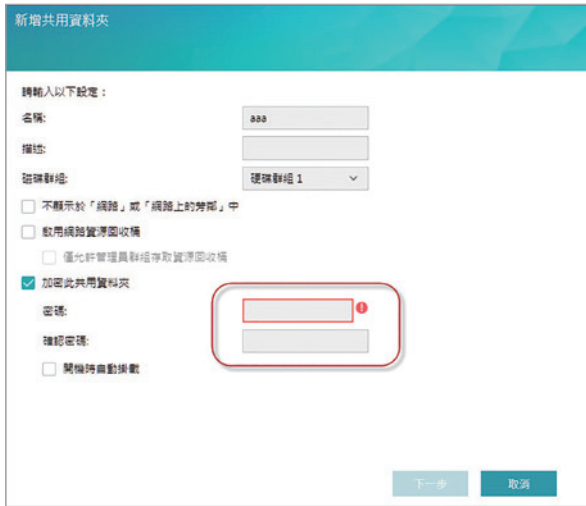 新增共用資料夾
請輸入以下設定：
名稱: aaa
描述:
磁碟群組: 硬碟群組 1
不顯示於「網路」或「網路上的芳鄰」中
啟用網路資源回收桶
僅允許管理員群組存取資源回收桶
加密此共用資料夾
密碼:
確認密碼:
開機時自動掛載
下一步 取消